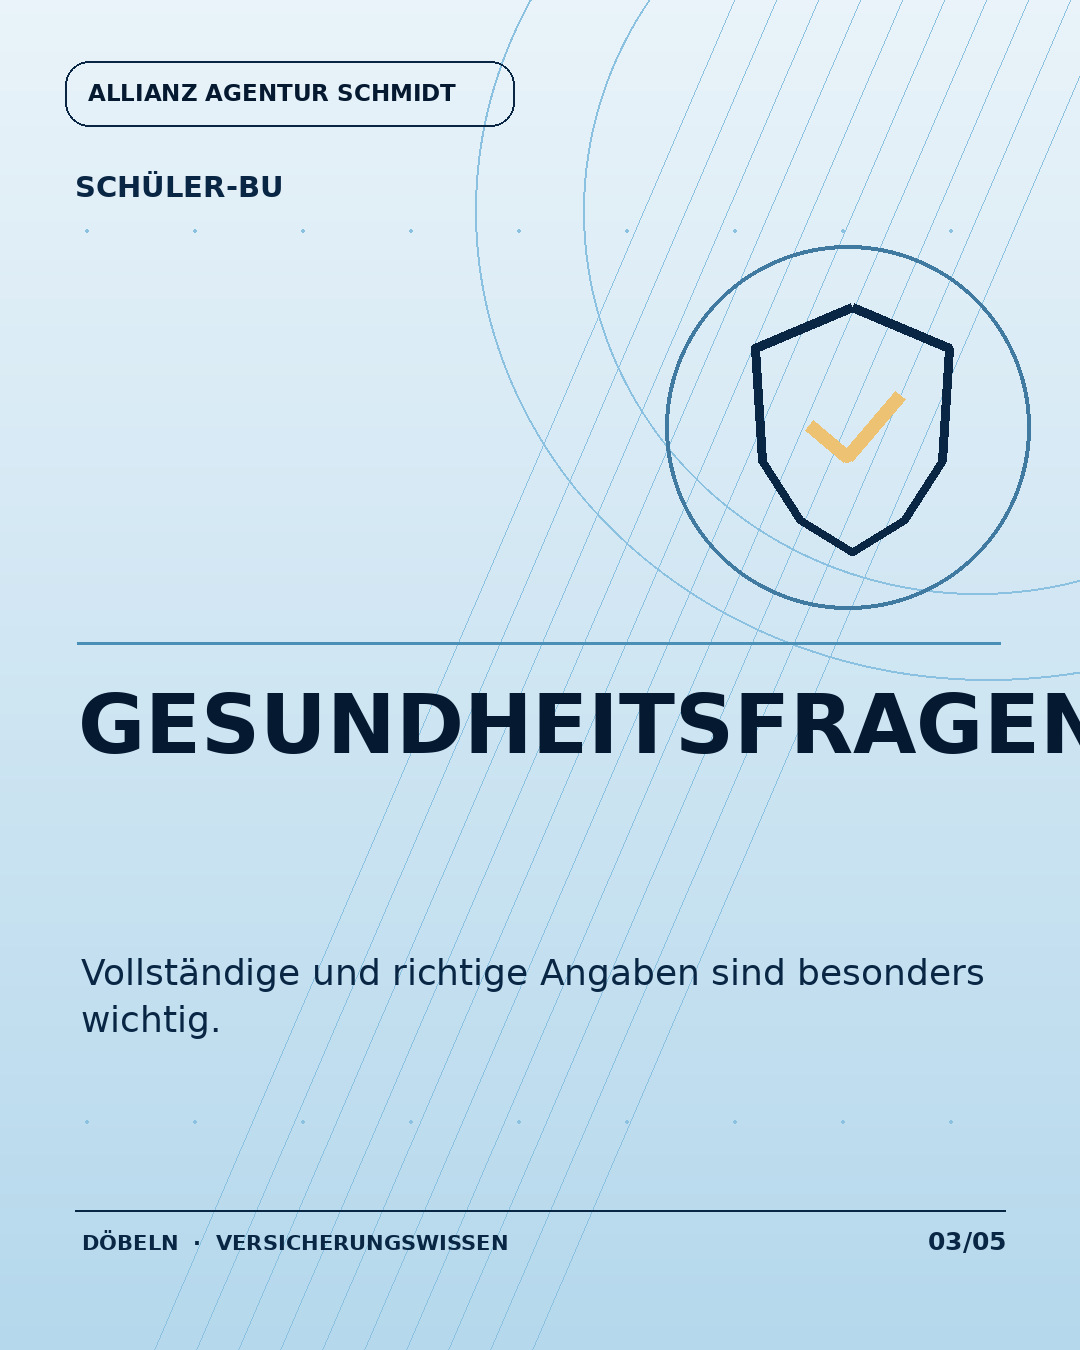 ALLIANZ AGENTUR SCHMIDT
SCHÜLER-BU
GESUNDHEITSFRAGEN
Vollständige und richtige Angaben sind besonders
wichtig.
DÖBELN · VERSICHERUNGSWISSEN
03/05